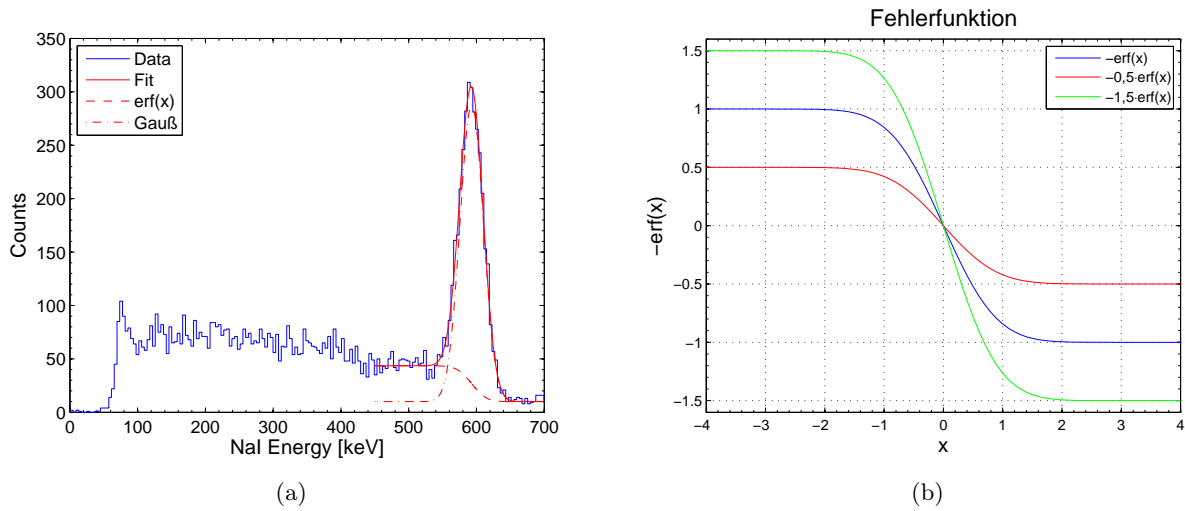 350
300
250
200
150
100
50
0
Counts
Data
Fit
erf(x)
Gauß
0 100 200 300 400 500 600 700
NaI Energy [keV]
(a)
Fehlerfunktion
1.5
1
0.5
0
−0.5
−1
−1.5
−erf(x)
−erf(x)
−0,5·erf(x)
−1,5·erf(x)
−4 −3 −2 −1 0 1 2 3 4
x
(b)